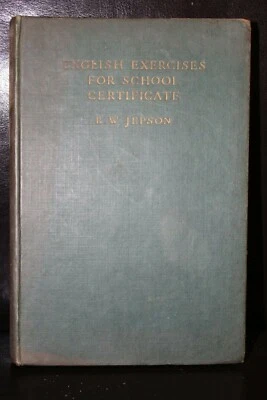 ENGLISH EXERCISES
FOR SCHOOL
CERTIFICATE
R. W. JEPSON